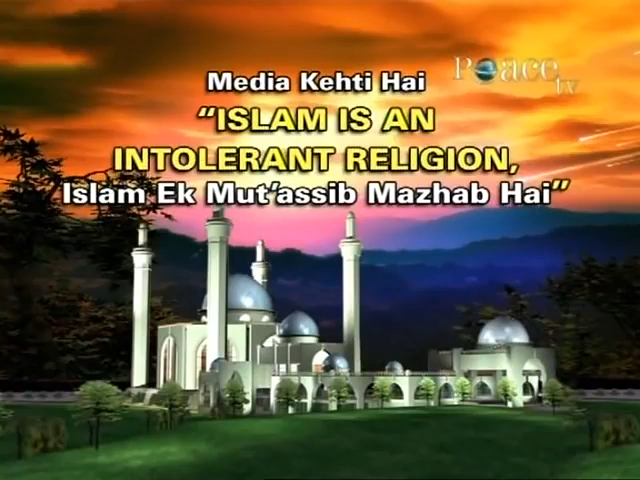 Peace
tv
Media Kehti Hai
"ISLAM IS AN
INTOLERANT RELIGION,
Islam Ek Mut'assib Mazhab Hai"